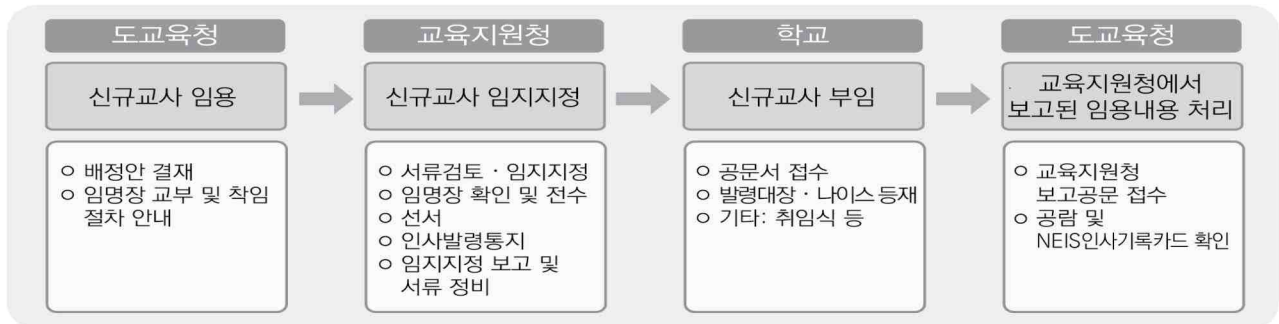 도교육청
신규교사 임용
ㅇ 배정안 결재
ㅇ 임명장 교부 및 착임
절차 안내
교육지원청
신규교사 임지지정
ㅇ 서류검토 · 임지지정
ㅇ 임명장 확인 및 전수
ㅇ 선서
ㅇ 인사발령통지
ㅇ 임지지정 보고 및
서류 정비
학교
신규교사 부임
ㅇ 공문서 접수
ㅇ 발령대장 · 나이스 등재
ㅇ 기타: 취임식 등
도교육청
교육지원청에서
보고된 임용내용 처리
ㅇ 교육지원청
보고공문 접수
ㅇ 공람 및
NEIS인사기록카드 확인